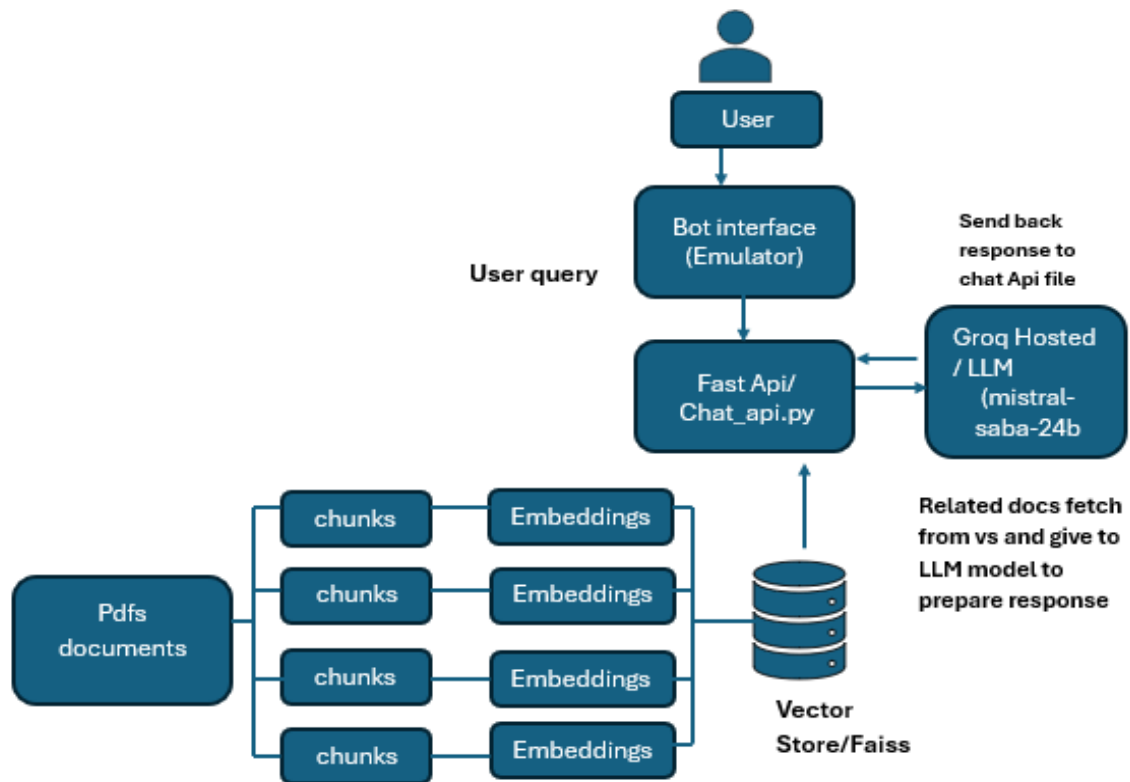 User
Bot interface
(Emulator)
User query
Send back
response to
chat Api file
Groq Hosted
/ LLM
(mistral-
saba-24b
Fast Api/
Chat_api.py
Related docs fetch
from vs and give to
LLM model to
prepare response
Pdfs
documents
chunks
Embeddings
chunks
Embeddings
chunks
Embeddings
chunks
Embeddings
Vector
Store/Faiss